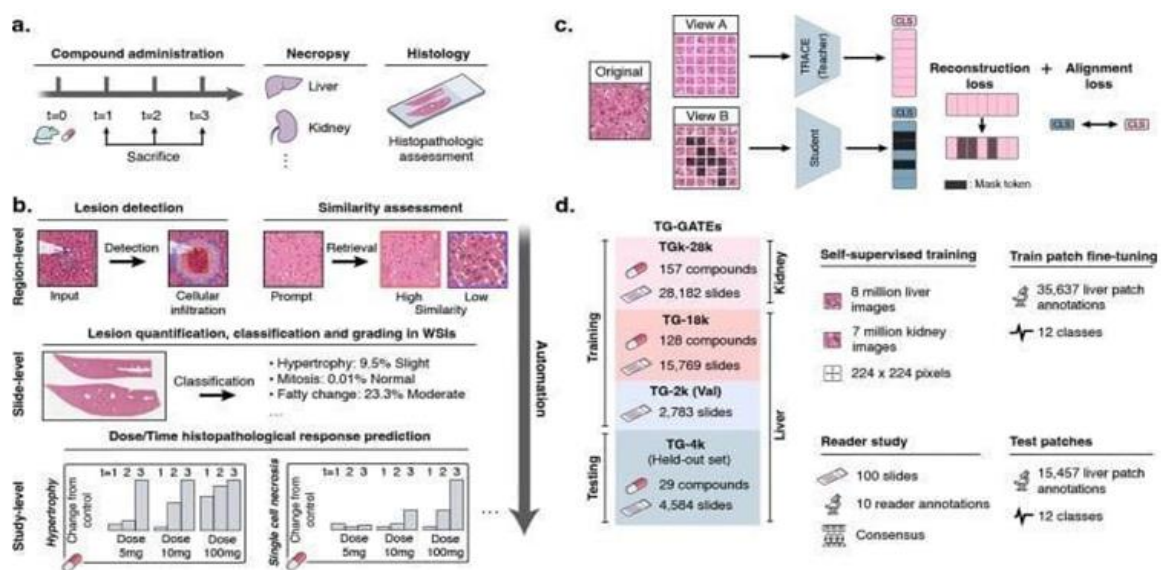 a.
Compound administration
t=0
t=1
t=2
t=3
Sacrifice
Necropsy
Liver
Kidney
Histology
Histopathologic
assessment
b.
Region-level
Lesion detection
Detection
Input
Cellular
infiltration
Similarity assessment
Retrieval
Prompt
High
Low
Similarity
Slide-level
Lesion quantification, classification and grading in WSIs
Classification
• Hypertrophy: 9.5% Slight
• Mitosis: 0.01% Normal
• Fatty change: 23.3% Moderate
...
Study-level
Dose/Time histopathological response prediction
Hypertrophy
Change from
control
t=1 2 3
1 2 3
1 2 3
Dose
5mg
Dose
10mg
Dose
100mg
Single cell necrosis
Change from
control
t=1 2 3
1 2 3
1 2 3
Dose
5mg
Dose
10mg
Dose
100mg
...
Automation
c.
Original
View A
View B
TRACE
(Teacher)
Student
CLS
CLS
Reconstruction
loss
+
Alignment
loss
CLS
CLS
: Mask token
d.
TG-GATEs
Training
Testing
TGk-28k
157 compounds
28,182 slides
Kidney
TG-18k
128 compounds
15,769 slides
TG-2k (Val)
2,783 slides
TG-4k
(Held-out set)
29 compounds
4,584 slides
Liver
Self-supervised training
8 million liver
images
7 million kidney
images
224 x 224 pixels
Train patch fine-tuning
35,637 liver patch
annotations
12 classes
Reader study
100 slides
10 reader annotations
Consensus
Test patches
15,457 liver patch
annotations
12 classes